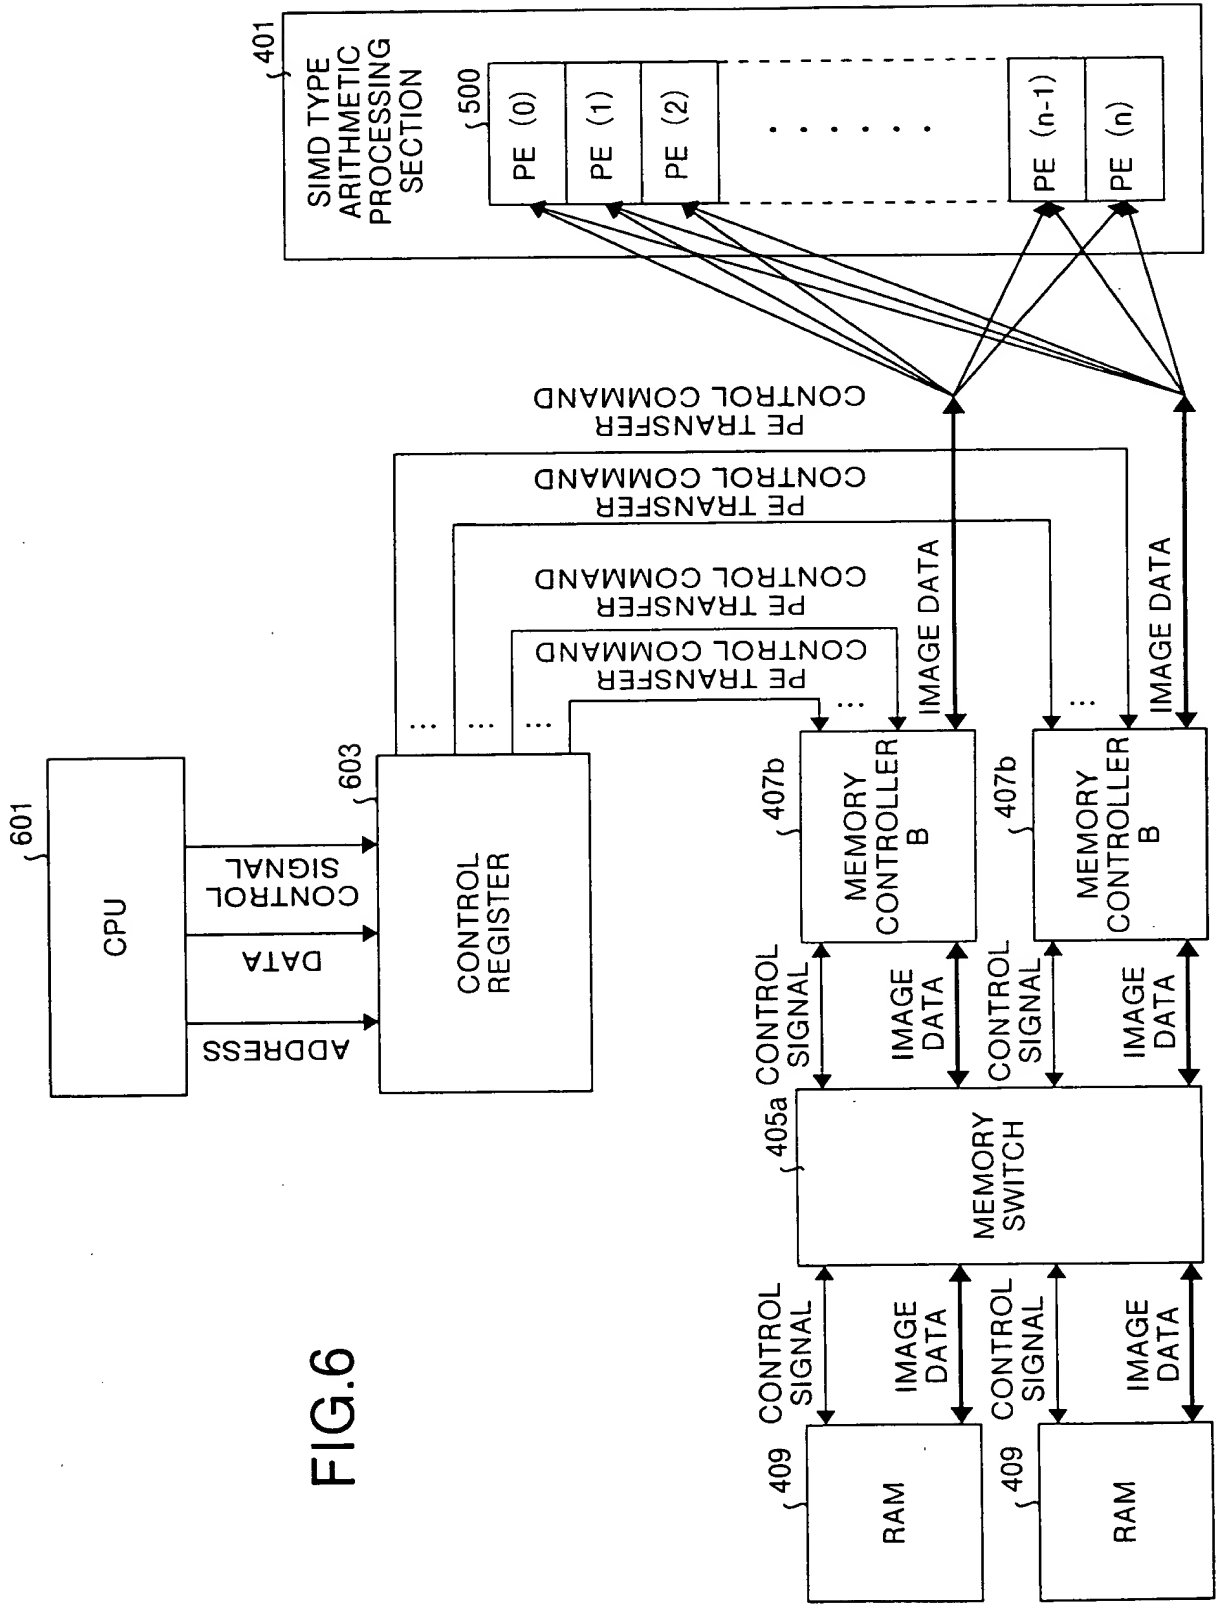 FIG.6
601
CPU
ADDRESS
DATA
CONTROL
SIGNAL
603
CONTROL
REGISTER
...
...
...
PE TRANSFER
CONTROL COMMAND
PE TRANSFER
CONTROL COMMAND
PE TRANSFER
CONTROL COMMAND
PE TRANSFER
CONTROL COMMAND
401
SIMD TYPE
ARITHMETIC
PROCESSING
SECTION
500
PE (0)
PE (1)
PE (2)
......
PE (n-1)
PE (n)
409
RAM
CONTROL
SIGNAL
IMAGE
DATA
405a
MEMORY
SWITCH
CONTROL
SIGNAL
IMAGE
DATA
407b
MEMORY
CONTROLLER
B
...
IMAGE DATA
409
RAM
CONTROL
SIGNAL
IMAGE
DATA
CONTROL
SIGNAL
IMAGE
DATA
407b
MEMORY
CONTROLLER
B
...
IMAGE DATA